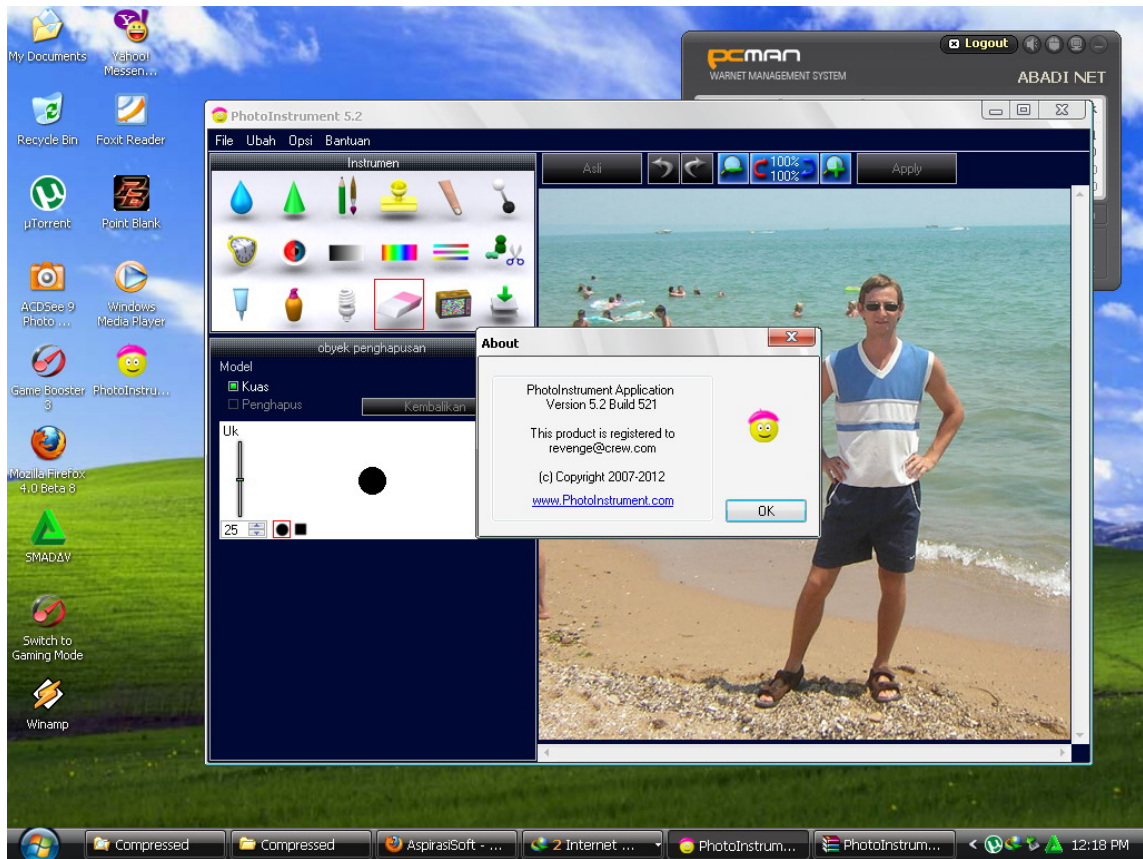 My Documents
Yahoo!
Messen...
Recycle Bin
Foxit Reader
µTorrent
Point Blank
ACDSee 9
Photo ...
Windows
Media Player
Game Booster
3
PhotoInstru...
Mozilla Firefox
4.0 Beta 8
SMADAV
Switch to
Gaming Mode
Winamp
pcman
WARNET MANAGEMENT SYSTEM
Logout
ABADI NET
PhotoInstrument 5.2
File Ubah Opsi Bantuan
Instrumen
Asli
100%
100%
Apply
obyek penghapusan
Model
Kuas
Penghapus
Kembalikan
Uk
25
About
PhotoInstrument Application
Version 5.2 Build 521
This product is registered to
revenge@crew.com
(c) Copyright 2007-2012
www.PhotoInstrument.com
OK
Compressed
Compressed
AspirasiSoft - ...
2 Internet ...
PhotoInstrum...
PhotoInstrum...
12:18 PM